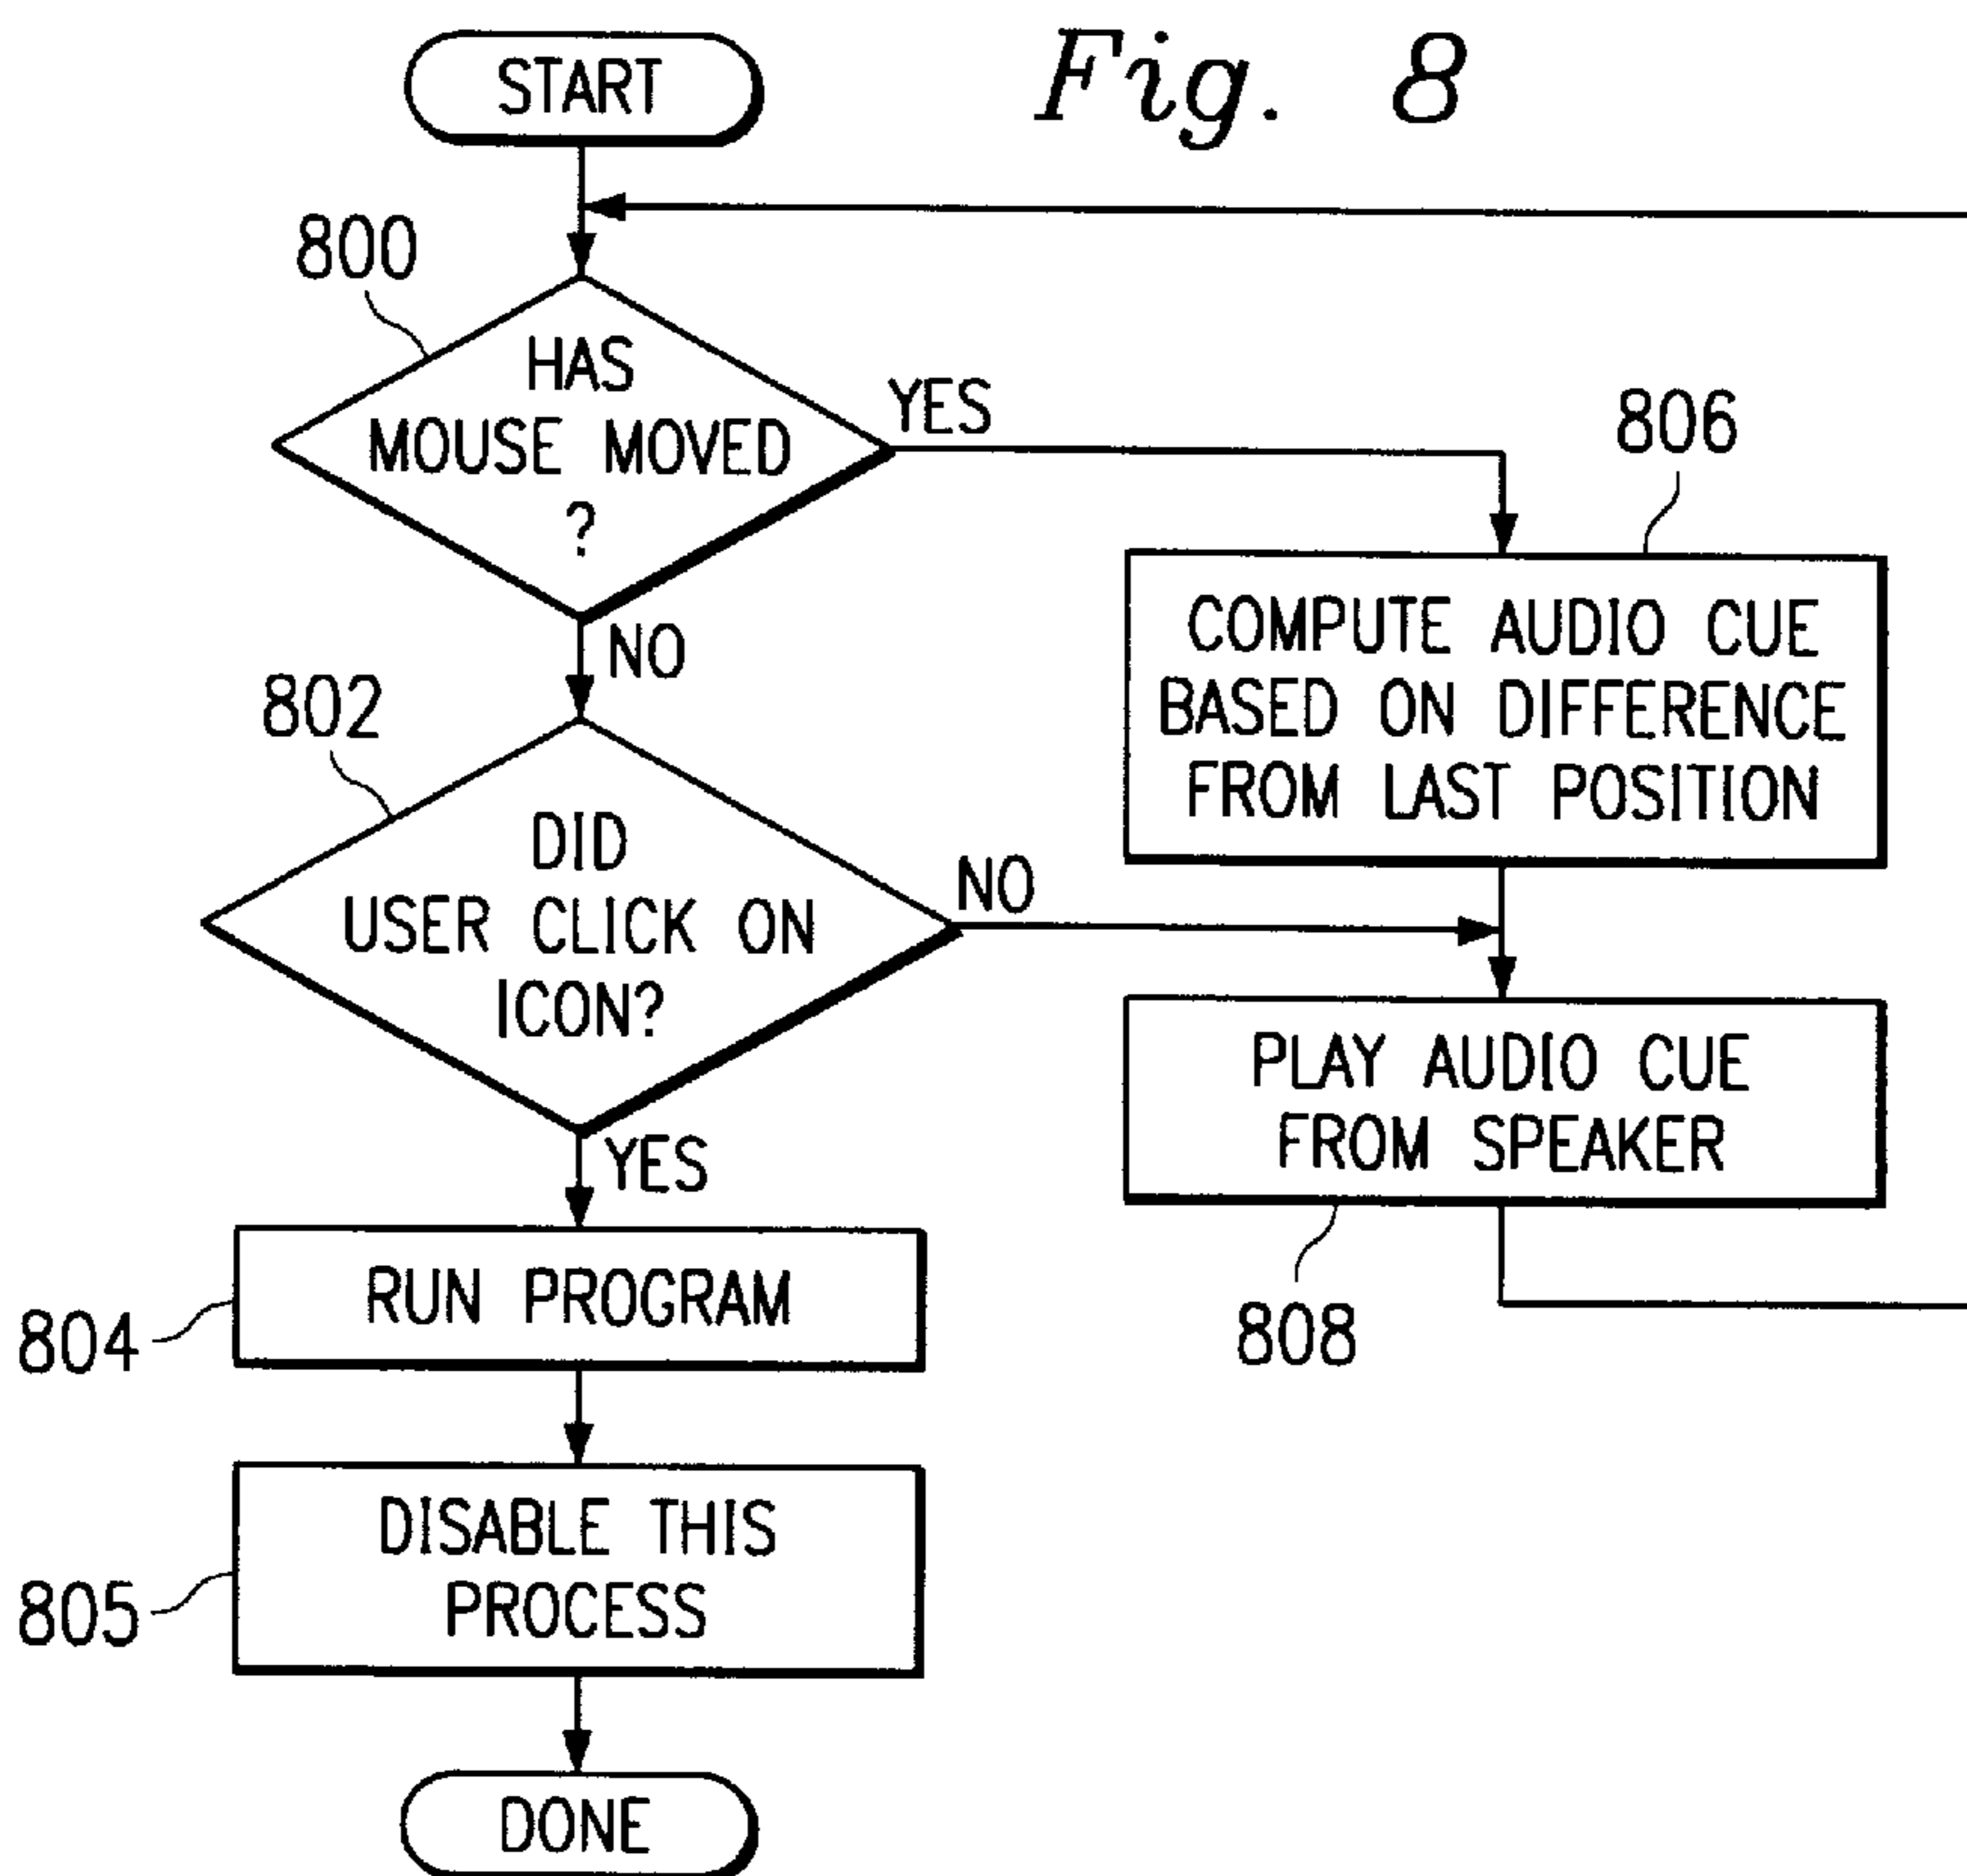 Fig. 8
START
800
HAS
MOUSE MOVED
?
YES
NO
806
COMPUTE AUDIO CUE
BASED ON DIFFERENCE
FROM LAST POSITION
802
DID
USER CLICK ON
ICON?
NO
YES
PLAY AUDIO CUE
FROM SPEAKER
808
RUN PROGRAM
804
DISABLE THIS
PROCESS
805
DONE